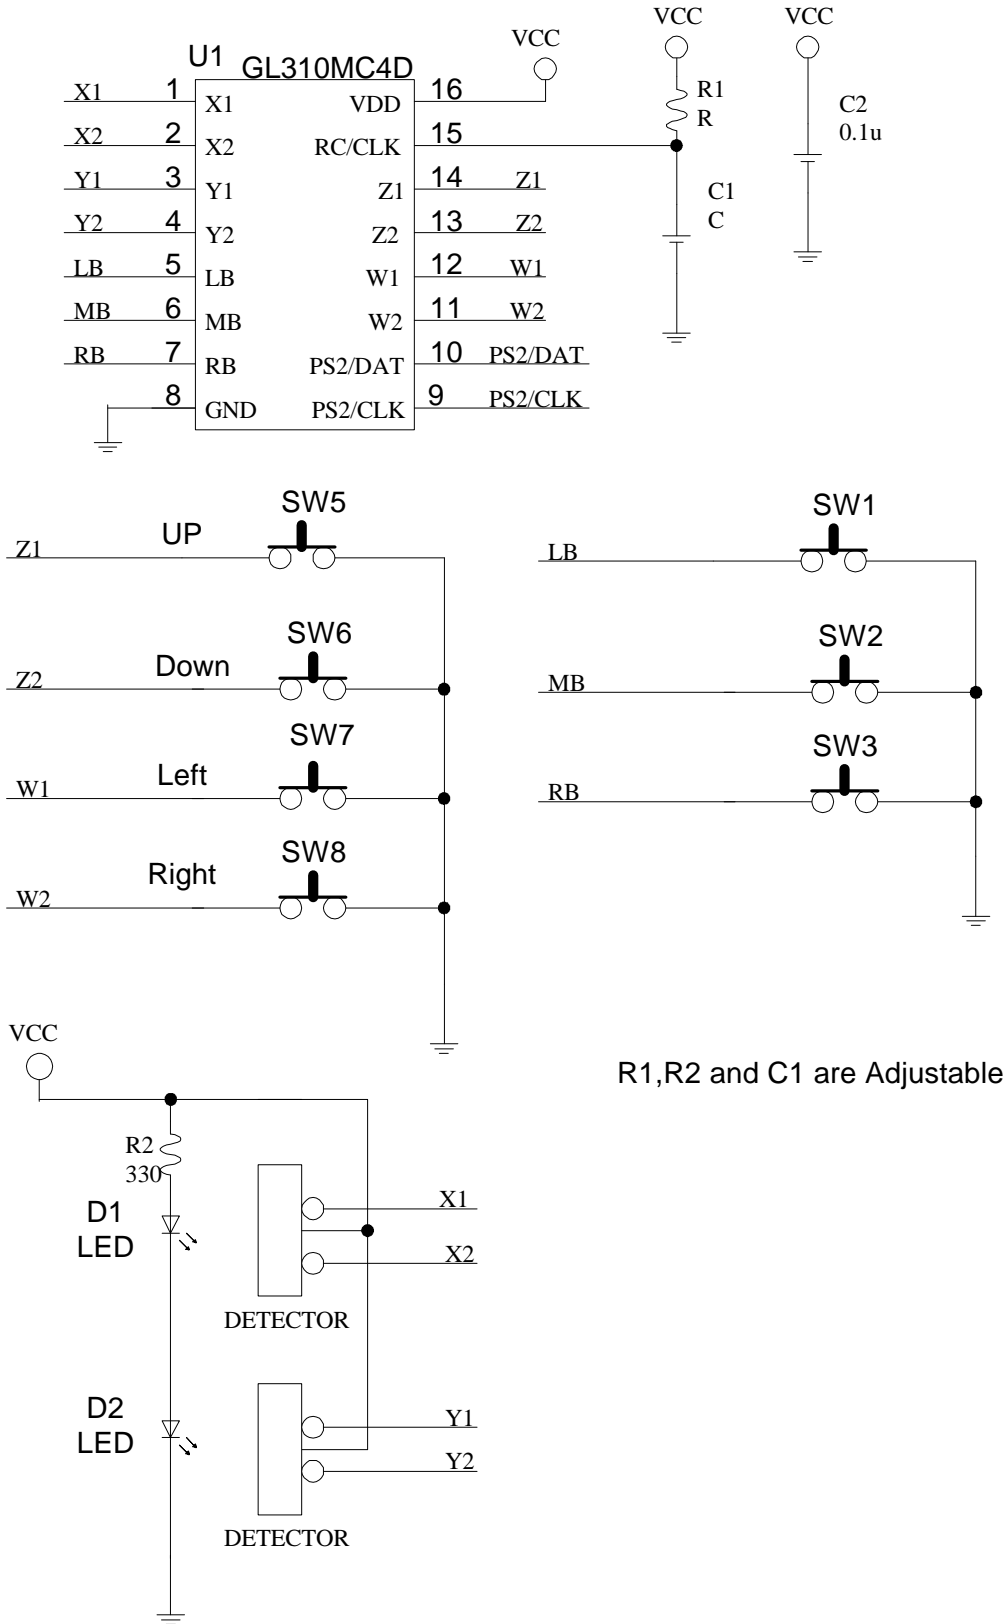 VCC
VCC
VCC
U1
GL310MC4D
X1 1 X1
X2 2 X2
Y1 3 Y1
Y2 4 Y2
LB 5 LB
MB 6 MB
RB 7 RB
8 GND
VDD 16
RC/CLK 15
Z1 14 Z1
Z2 13 Z2
W1 12 W1
W2 11 W2
PS2/DAT 10 PS2/DAT
PS2/CLK 9 PS2/CLK
R1
R
C1
C
C2
0.1u
SW5
Z1 UP
SW6
Z2 Down
SW7
W1 Left
SW8
W2 Right
SW1
LB
SW2
MB
SW3
RB
VCC
R1,R2 and C1 are Adjustable
R2
330
D1
LED
X1
X2
DETECTOR
D2
LED
Y1
Y2
DETECTOR